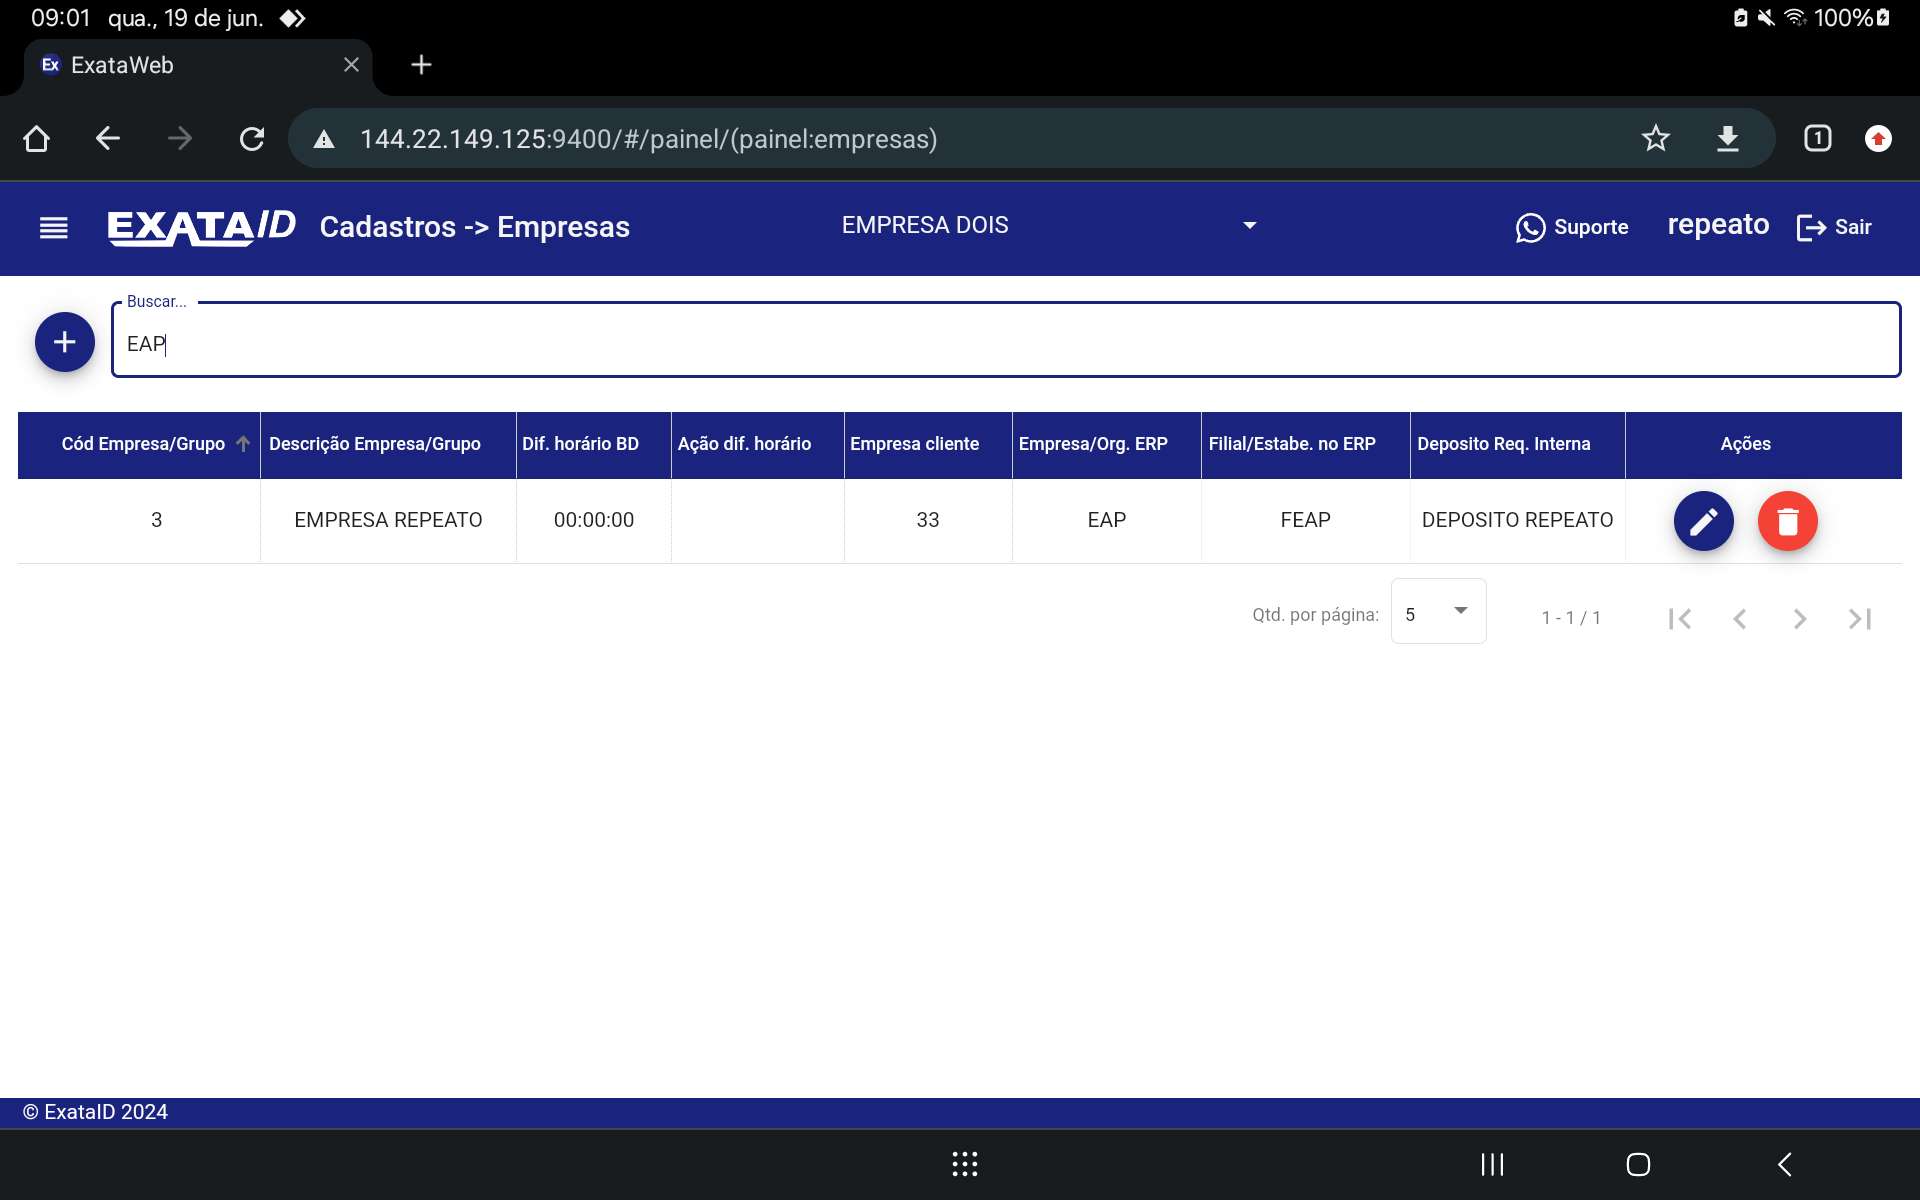 09:01 qua., 19 de jun. 100%
Ex ExataWeb
144.22.149.125:9400/#/painel/(painel:empresas) 1
EXATA ID Cadastros -> Empresas EMPRESA DOIS Suporte repeato Sair
Buscar...
EAP
Cód Empresa/Grupo Descrição Empresa/Grupo Dif. horário BD Ação dif. horário Empresa cliente Empresa/Org. ERP Filial/Estabe. no ERP Deposito Req. Interna Ações
3 EMPRESA REPEATO 00:00:00 33 EAP FEAP DEPOSITO REPEATO
Qtd. por página: 5 1 - 1 / 1
© ExataID 2024